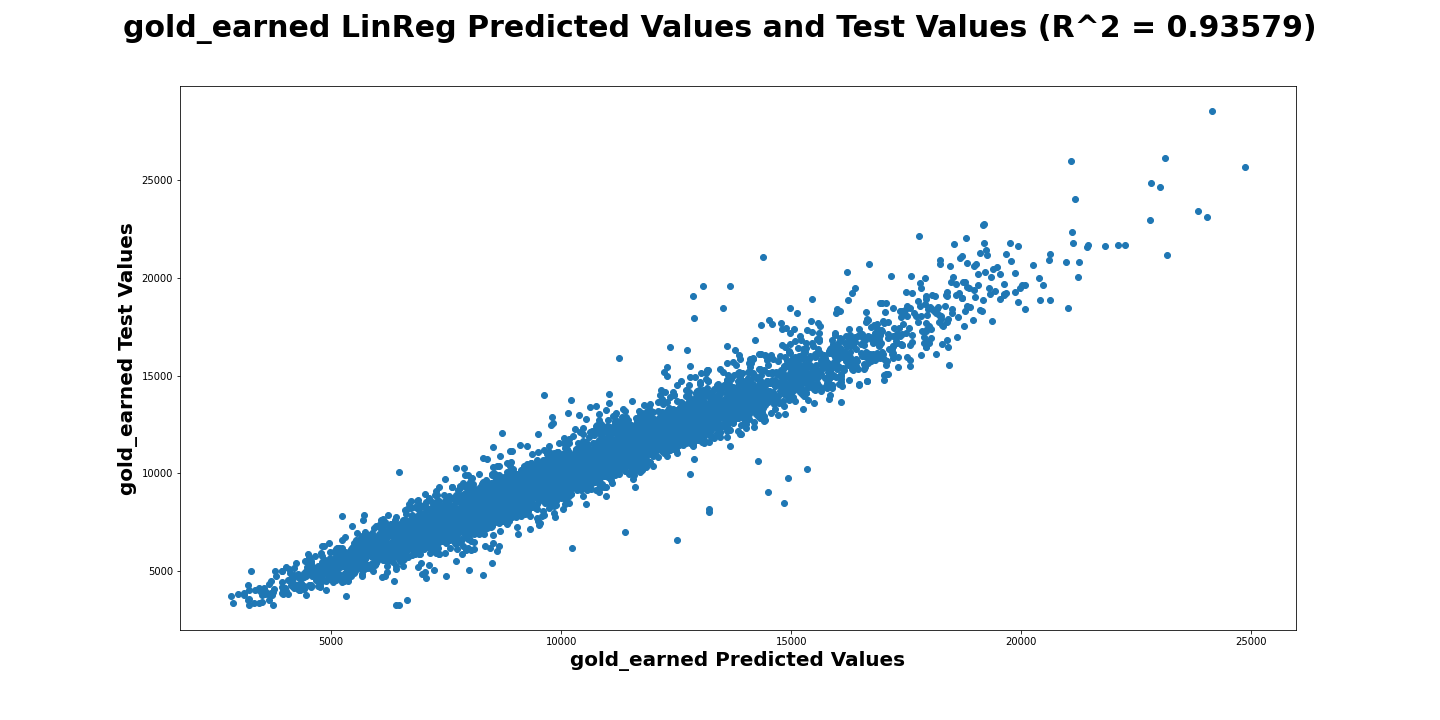 gold_earned LinReg Predicted Values and Test Values (R^2 = 0.93579)
gold_earned Test Values
25000
20000
15000
10000
5000
5000 10000 15000 20000 25000
gold_earned Predicted Values